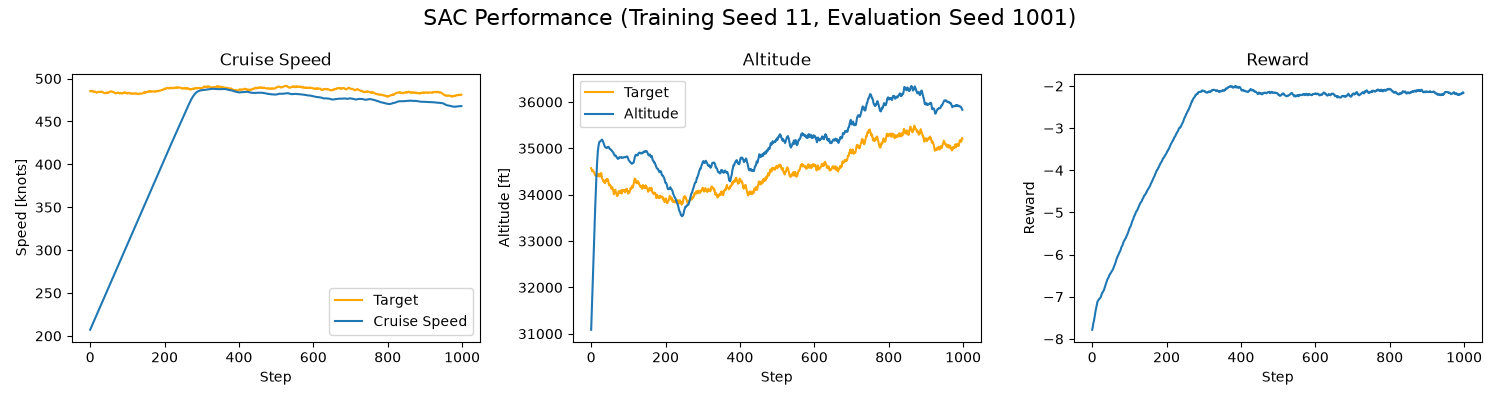 SAC Performance (Training Seed 11, Evaluation Seed 1001)
Cruise Speed
500
450
400
350
300
250
200
Speed [knots]
Target
Cruise Speed
0 200 400 600 800 1000
Step
Altitude
36000
35000
34000
33000
32000
31000
Altitude [ft]
Target
Altitude
0 200 400 600 800 1000
Step
Reward
−2
−3
−4
−5
−6
−7
−8
Reward
0 200 400 600 800 1000
Step